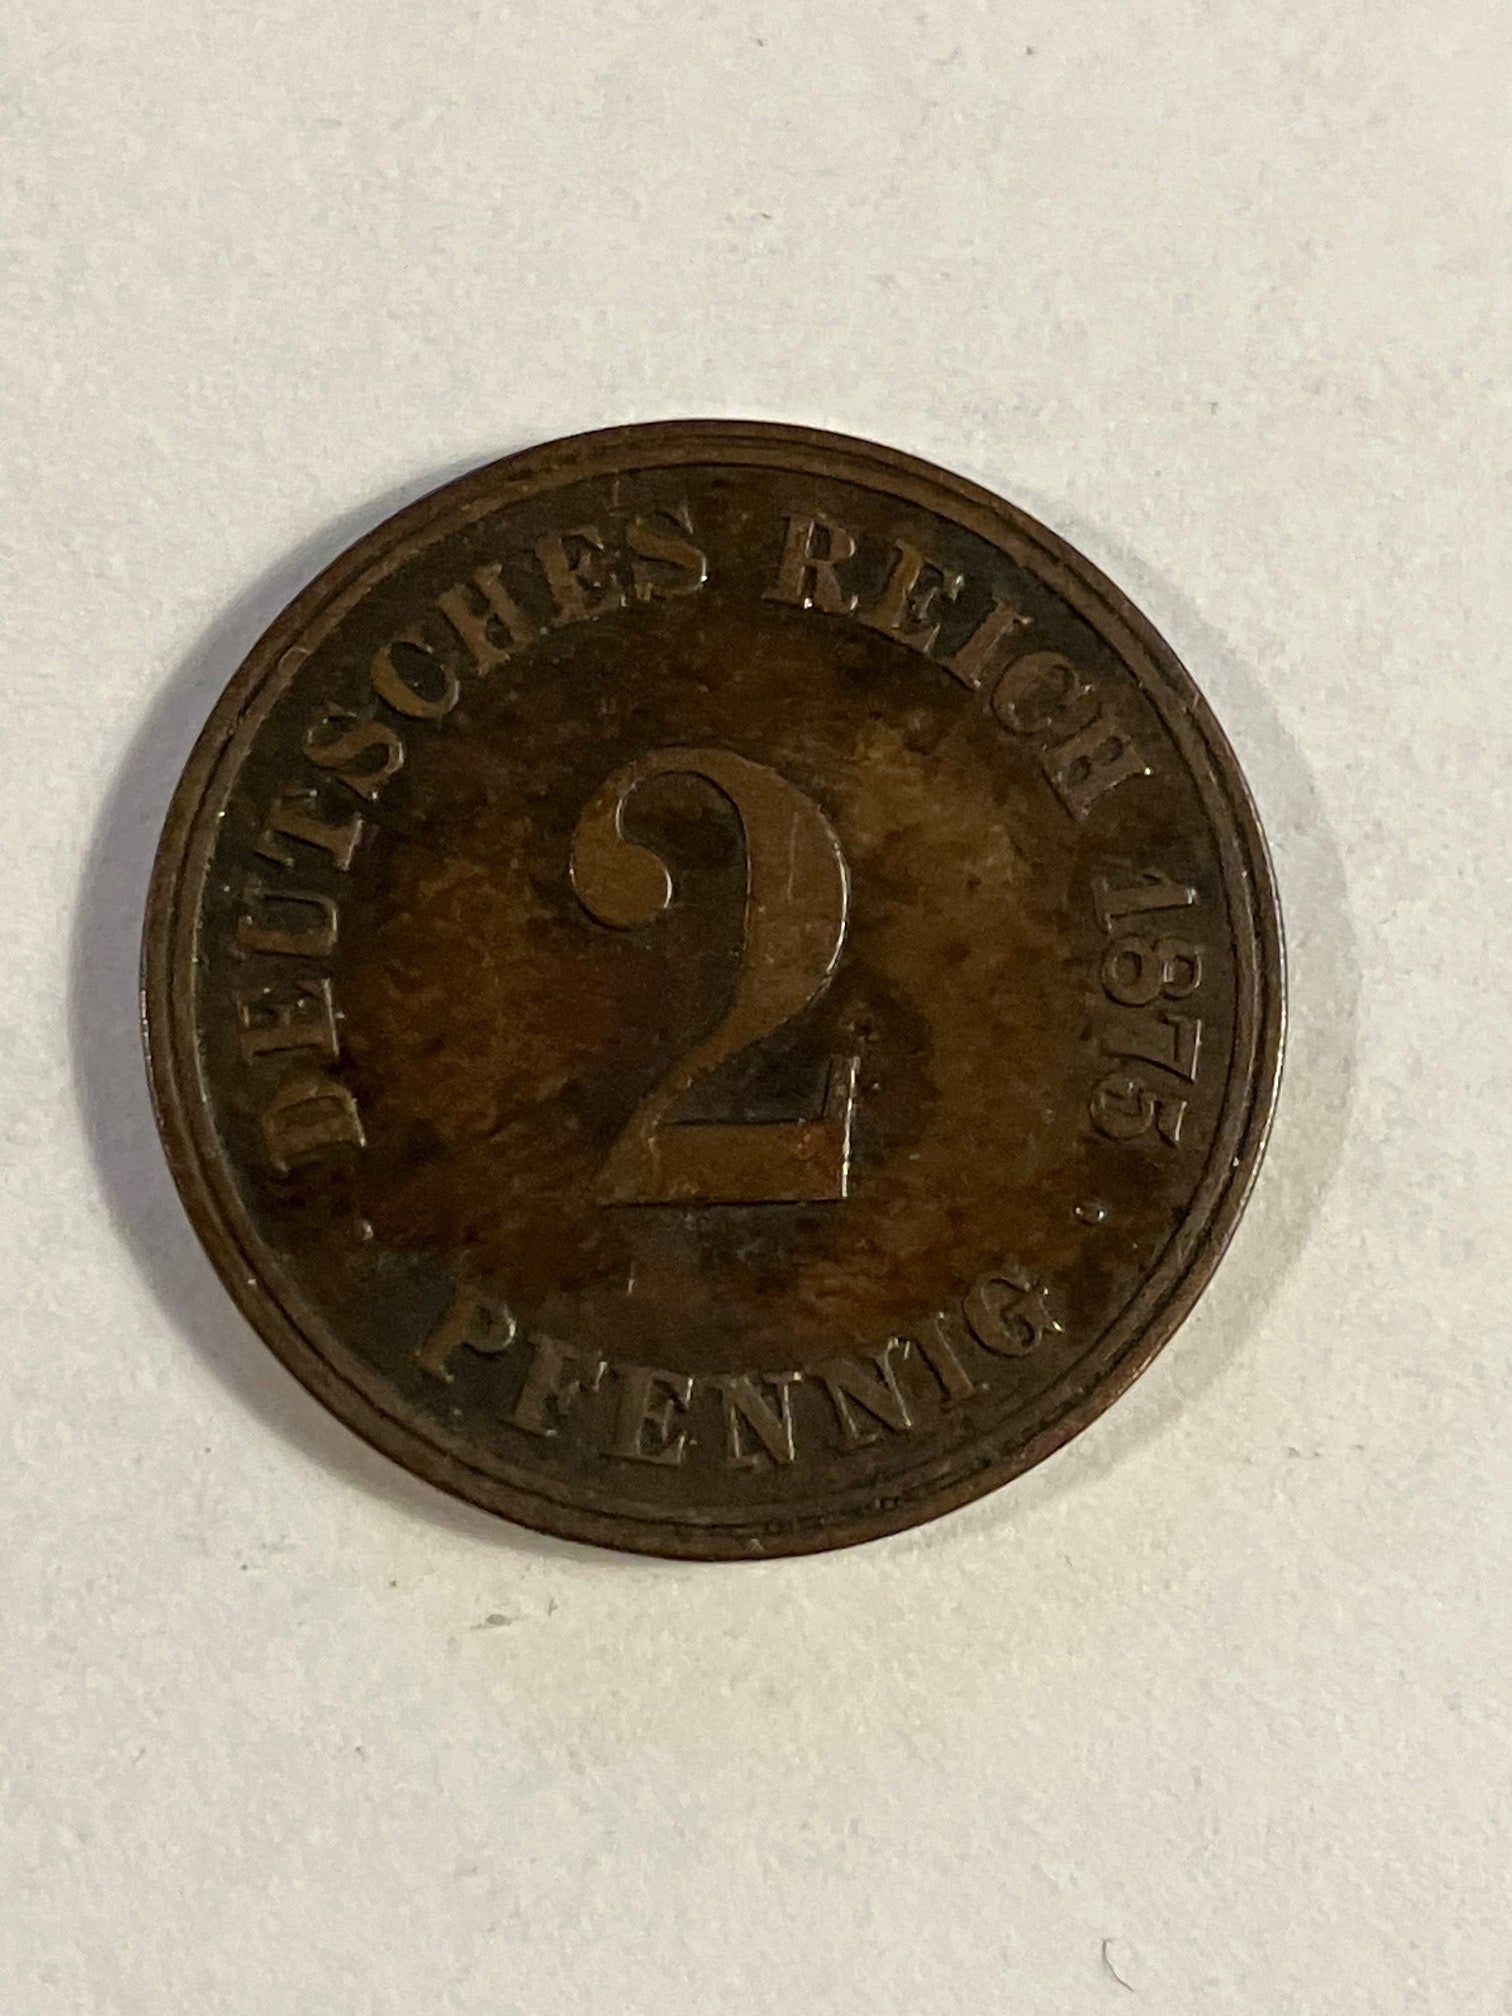 DEUTSCHES REICH 1875.
2
. PFENNIG